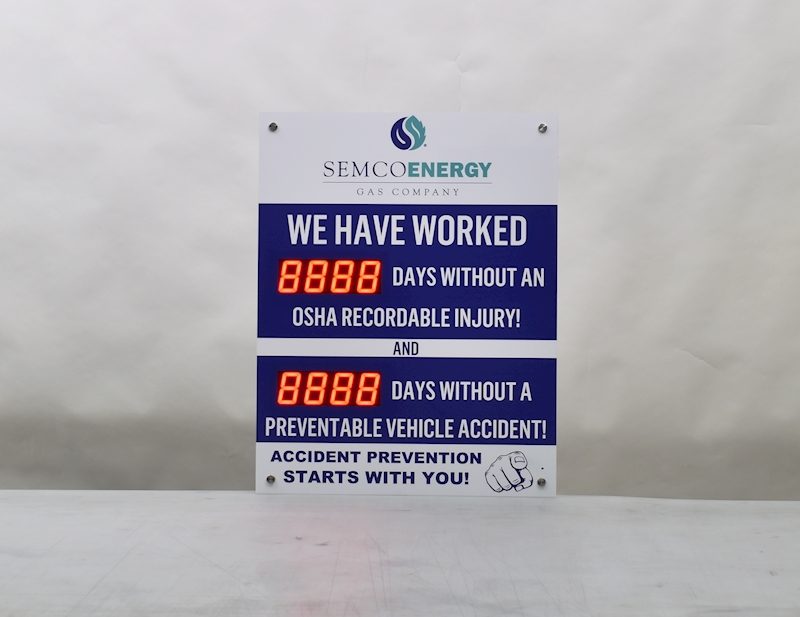 SEMCOENERGY
GAS COMPANY
WE HAVE WORKED
8888 DAYS WITHOUT AN
OSHA RECORDABLE INJURY!
AND
8888 DAYS WITHOUT A
PREVENTABLE VEHICLE ACCIDENT!
ACCIDENT PREVENTION
STARTS WITH YOU!